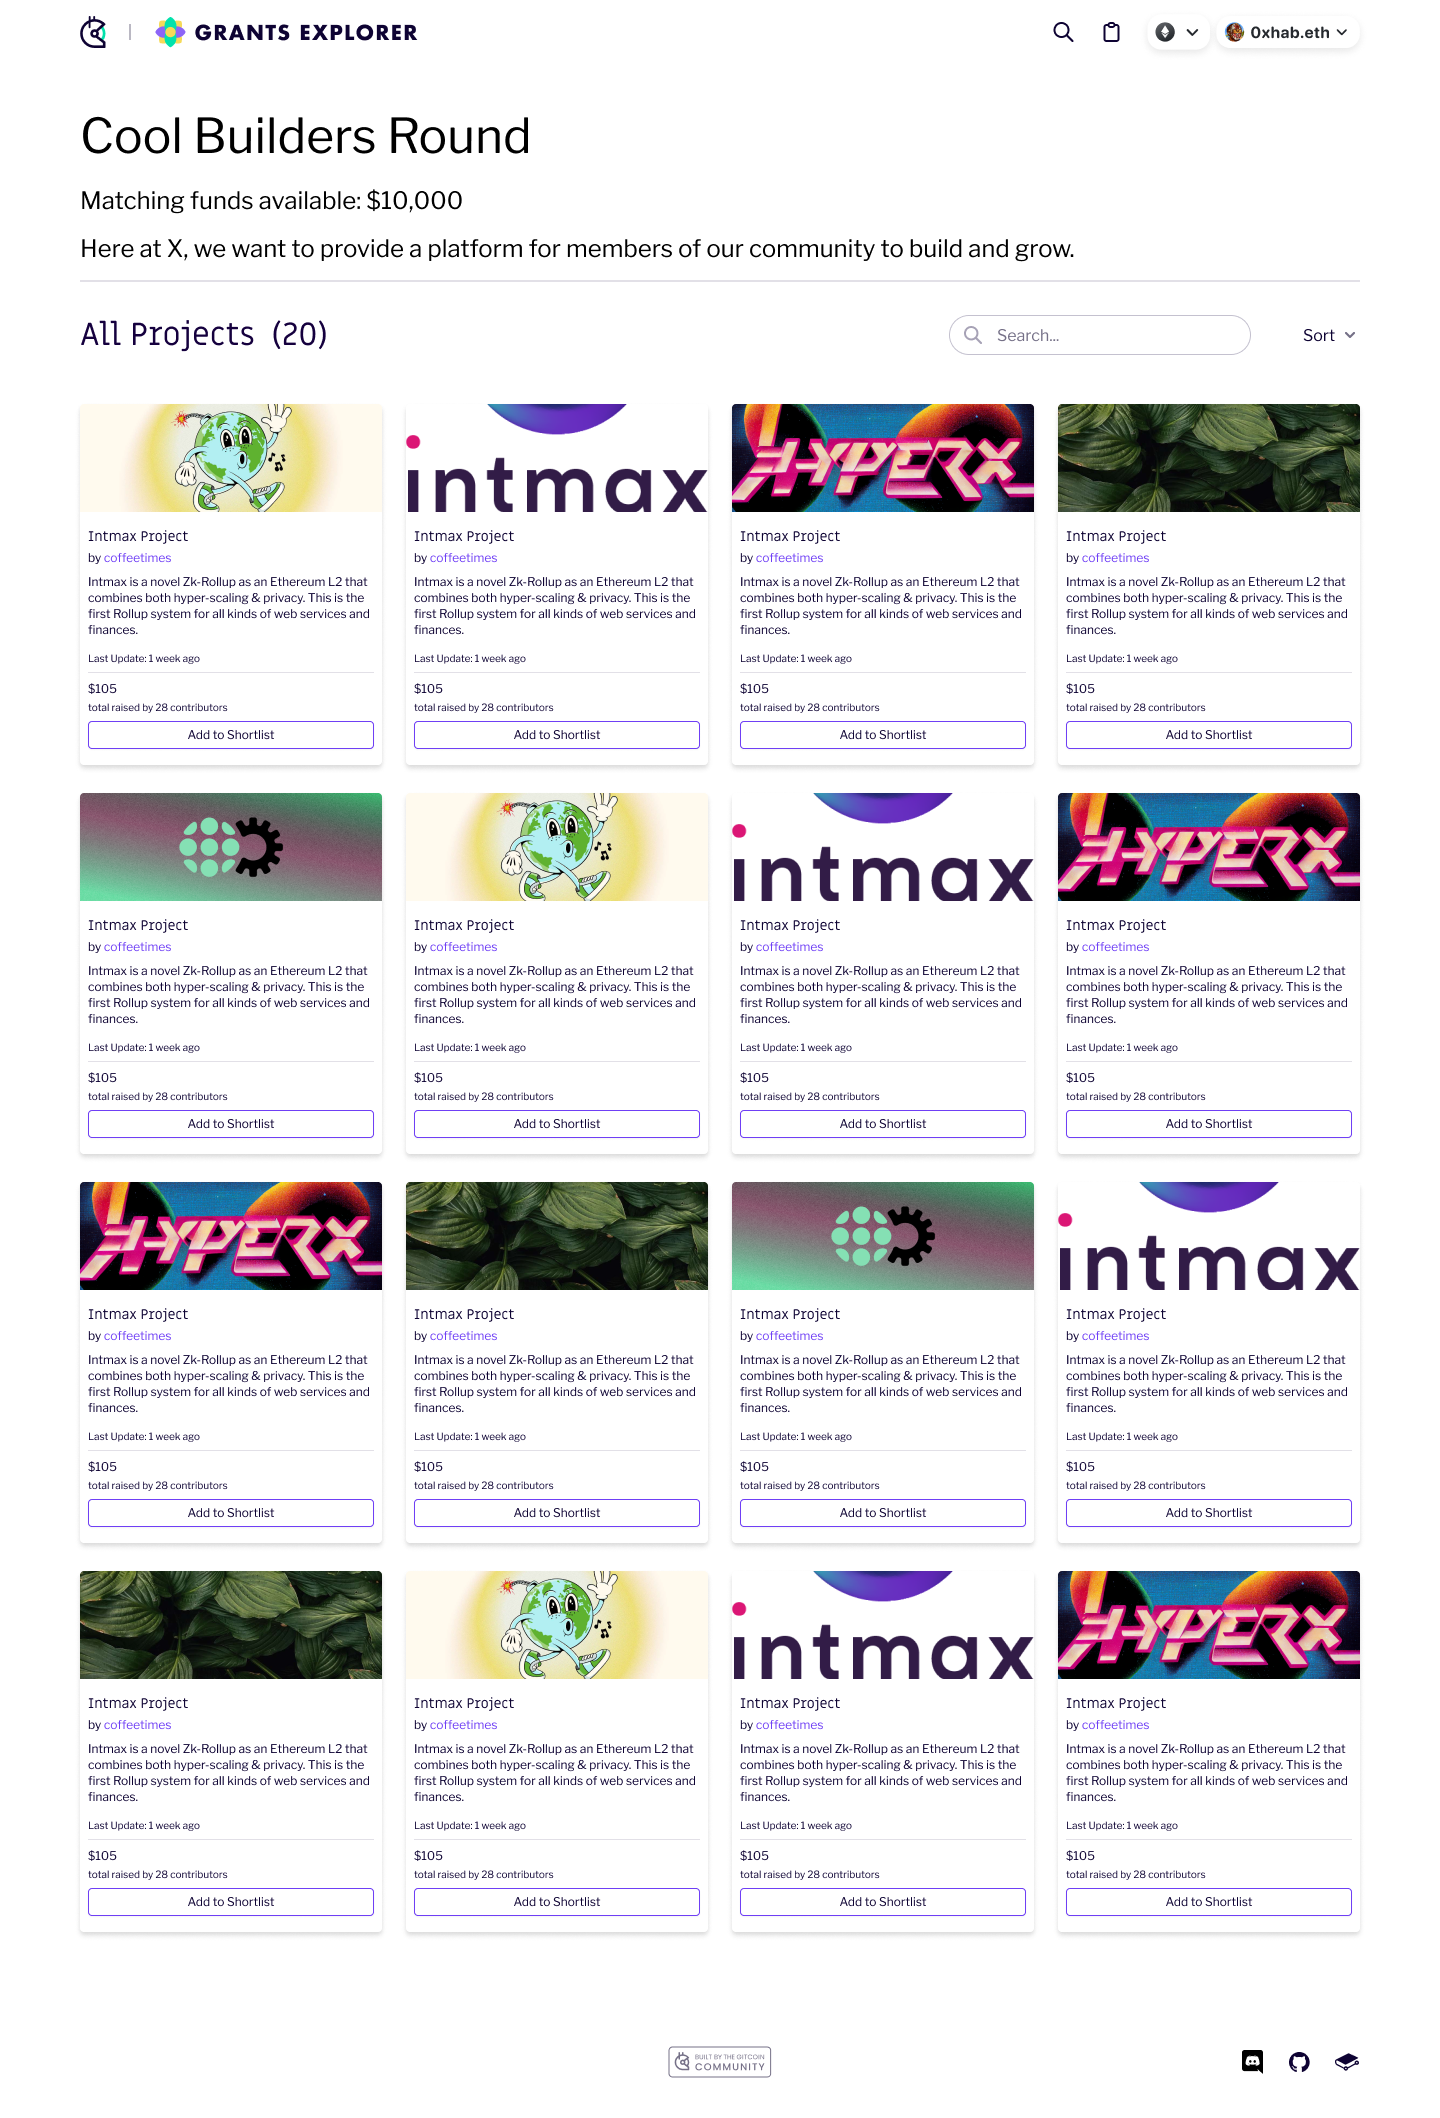 GRANTS EXPLORER
0xhab.eth
Cool Builders Round
Matching funds available: $10,000
Here at X, we want to provide a platform for members of our community to build and grow.
All Projects (20)
Search...
Sort
intmax
HYPERX
Intmax Project
by coffeetimes
Intmax is a novel Zk-Rollup as an Ethereum L2 that
combines both hyper-scaling & privacy. This is the
first Rollup system for all kinds of web services and
finances.
Last Update: 1 week ago
$105
total raised by 28 contributors
Add to Shortlist
Intmax Project
by coffeetimes
Intmax is a novel Zk-Rollup as an Ethereum L2 that
combines both hyper-scaling & privacy. This is the
first Rollup system for all kinds of web services and
finances.
Last Update: 1 week ago
$105
total raised by 28 contributors
Add to Shortlist
Intmax Project
by coffeetimes
Intmax is a novel Zk-Rollup as an Ethereum L2 that
combines both hyper-scaling & privacy. This is the
first Rollup system for all kinds of web services and
finances.
Last Update: 1 week ago
$105
total raised by 28 contributors
Add to Shortlist
Intmax Project
by coffeetimes
Intmax is a novel Zk-Rollup as an Ethereum L2 that
combines both hyper-scaling & privacy. This is the
first Rollup system for all kinds of web services and
finances.
Last Update: 1 week ago
$105
total raised by 28 contributors
Add to Shortlist
intmax
HYPERX
Intmax Project
by coffeetimes
Intmax is a novel Zk-Rollup as an Ethereum L2 that
combines both hyper-scaling & privacy. This is the
first Rollup system for all kinds of web services and
finances.
Last Update: 1 week ago
$105
total raised by 28 contributors
Add to Shortlist
Intmax Project
by coffeetimes
Intmax is a novel Zk-Rollup as an Ethereum L2 that
combines both hyper-scaling & privacy. This is the
first Rollup system for all kinds of web services and
finances.
Last Update: 1 week ago
$105
total raised by 28 contributors
Add to Shortlist
Intmax Project
by coffeetimes
Intmax is a novel Zk-Rollup as an Ethereum L2 that
combines both hyper-scaling & privacy. This is the
first Rollup system for all kinds of web services and
finances.
Last Update: 1 week ago
$105
total raised by 28 contributors
Add to Shortlist
Intmax Project
by coffeetimes
Intmax is a novel Zk-Rollup as an Ethereum L2 that
combines both hyper-scaling & privacy. This is the
first Rollup system for all kinds of web services and
finances.
Last Update: 1 week ago
$105
total raised by 28 contributors
Add to Shortlist
HYPERX
intmax
Intmax Project
by coffeetimes
Intmax is a novel Zk-Rollup as an Ethereum L2 that
combines both hyper-scaling & privacy. This is the
first Rollup system for all kinds of web services and
finances.
Last Update: 1 week ago
$105
total raised by 28 contributors
Add to Shortlist
Intmax Project
by coffeetimes
Intmax is a novel Zk-Rollup as an Ethereum L2 that
combines both hyper-scaling & privacy. This is the
first Rollup system for all kinds of web services and
finances.
Last Update: 1 week ago
$105
total raised by 28 contributors
Add to Shortlist
Intmax Project
by coffeetimes
Intmax is a novel Zk-Rollup as an Ethereum L2 that
combines both hyper-scaling & privacy. This is the
first Rollup system for all kinds of web services and
finances.
Last Update: 1 week ago
$105
total raised by 28 contributors
Add to Shortlist
Intmax Project
by coffeetimes
Intmax is a novel Zk-Rollup as an Ethereum L2 that
combines both hyper-scaling & privacy. This is the
first Rollup system for all kinds of web services and
finances.
Last Update: 1 week ago
$105
total raised by 28 contributors
Add to Shortlist
intmax
HYPERX
Intmax Project
by coffeetimes
Intmax is a novel Zk-Rollup as an Ethereum L2 that
combines both hyper-scaling & privacy. This is the
first Rollup system for all kinds of web services and
finances.
Last Update: 1 week ago
$105
total raised by 28 contributors
Add to Shortlist
Intmax Project
by coffeetimes
Intmax is a novel Zk-Rollup as an Ethereum L2 that
combines both hyper-scaling & privacy. This is the
first Rollup system for all kinds of web services and
finances.
Last Update: 1 week ago
$105
total raised by 28 contributors
Add to Shortlist
Intmax Project
by coffeetimes
Intmax is a novel Zk-Rollup as an Ethereum L2 that
combines both hyper-scaling & privacy. This is the
first Rollup system for all kinds of web services and
finances.
Last Update: 1 week ago
$105
total raised by 28 contributors
Add to Shortlist
Intmax Project
by coffeetimes
Intmax is a novel Zk-Rollup as an Ethereum L2 that
combines both hyper-scaling & privacy. This is the
first Rollup system for all kinds of web services and
finances.
Last Update: 1 week ago
$105
total raised by 28 contributors
Add to Shortlist
BUILT BY THE GITCOIN
COMMUNITY